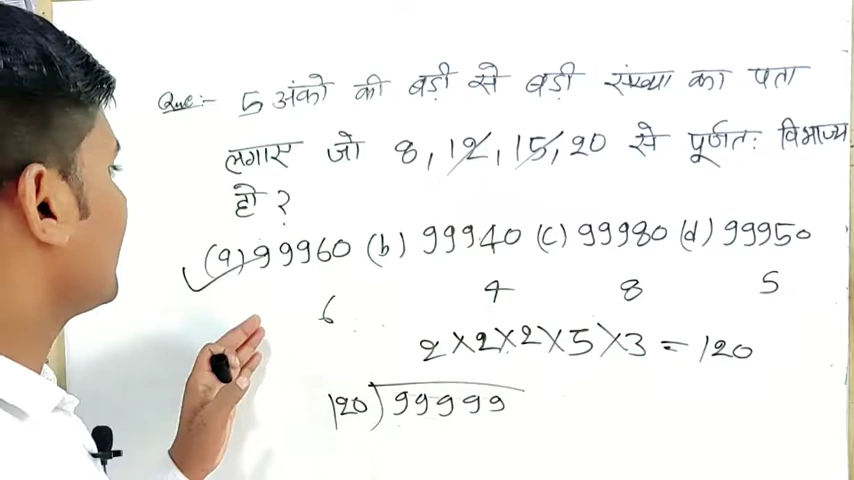 Que:- 5 अंको की बड़ी से बड़ी संख्या का पता
लगाए जो 8, 12, 15, 20 से पूर्णतः विभाज्य
हो ?
(a) 99960 (b) 99940 (c) 99980 (d) 99950
6 4 8 5
2×2×2×5×3 = 120
120)99999